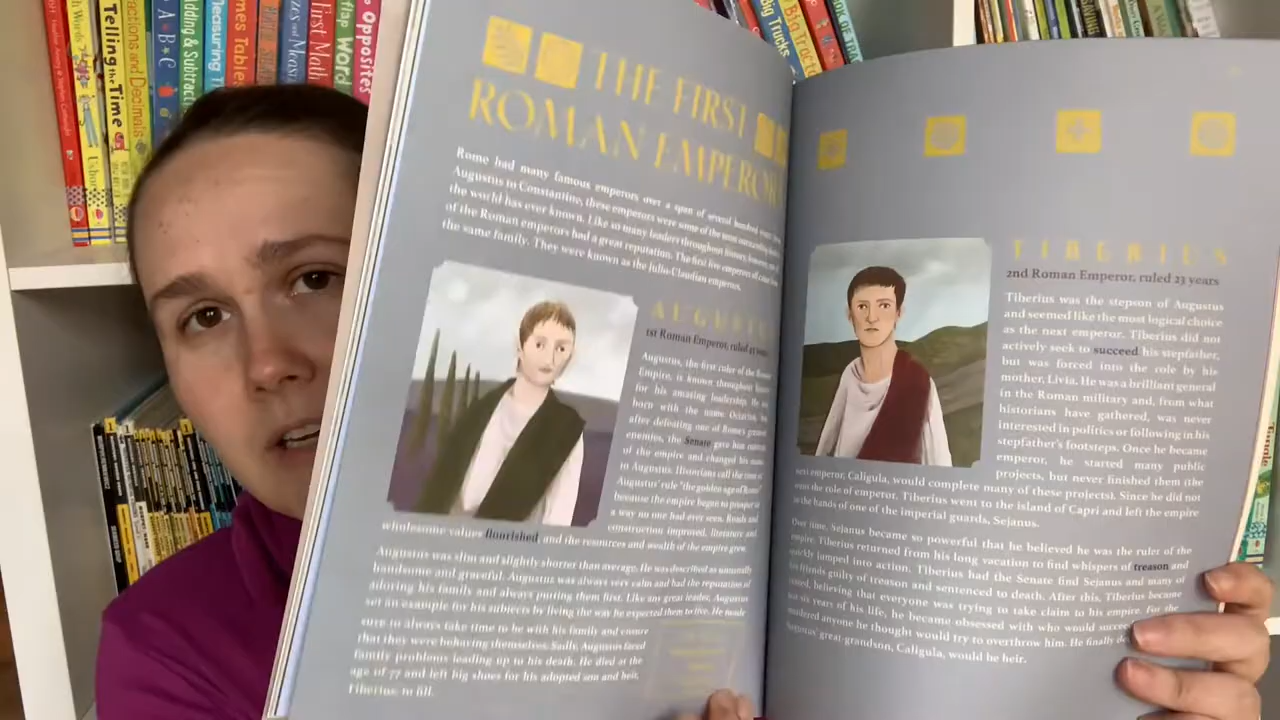 Telling the Time
Fractions and Decimals
A B C
Adding & Subtract
Measuring T
Times Tables
First Math
flap WORD
OPPOSITES
Usborne
Big Trucks
THE FIRST
ROMAN EMPERORS
Rome had many famous emperors over a span of several hundred
Augustus to Constantine, these emperors were some of the most outstanding
the world has ever known. Like so many leaders throughout history, however,
of the Roman emperors had a great reputation. The first five emperors
the same family. They were known as the Julio-Claudian emperors.
AUGUSTUS
1st Roman Emperor, ruled
Augustus, the first ruler of the Roman
Empire, is known throughout
for his amazing leadership. He was
born with the name Octavian, but
after defeating one of Rome's greatest
enemies, the Senate gave him control
of the empire and changed his name
to Augustus. Historians call the time of
Augustus' rule "the golden age of Rome"
because the empire began to prosper in
a way no one had ever seen. Roads and
construction improved, literature and
wholesome values flourished and the resources and wealth of the empire grew.
Augustus was slim and slightly shorter than average. He was described as unusually
handsome and graceful. Augustus was always very calm and had the reputation of
adoring his family and always putting them first. Like any great leader, Augustus
set an example for his subjects by living the way he expected them to live. He made
sure to always take time to be with his family and ensure
that they were behaving themselves. Sadly, Augustus faced
family problems leading up to his death. He died at the
age of 77 and left big shoes for his adopted son and heir,
Tiberius, to fill.
TIBERIUS
2nd Roman Emperor, ruled 23 years
Tiberius was the stepson of Augustus
and seemed like the most logical choice
as the next emperor. Tiberius did not
actively seek to succeed his stepfather,
but was forced into the role by his
mother, Livia. He was a brilliant general
in the Roman military and, from what
historians have gathered, was never
interested in politics or following in his
stepfather's footsteps. Once he became
emperor, he started many public
projects, but never finished them (the
next emperor, Caligula, would complete many of these projects). Since he did not
want the role of emperor, Tiberius went to the island of Capri and left the empire
in the hands of one of the imperial guards, Sejanus.
Over time, Sejanus became so powerful that he believed he was the ruler of the
empire. Tiberius returned from his long vacation to find whispers of treason and
quickly jumped into action. Tiberius had the Senate find Sejanus and many of
his friends guilty of treason and sentenced to death. After this, Tiberius became
believing that everyone was trying to take claim to his empire. For the
six years of his life, he became obsessed with who would
murdered anyone he thought would try to overthrow him. He finally
Augustus' great-grandson, Caligula, would be heir.